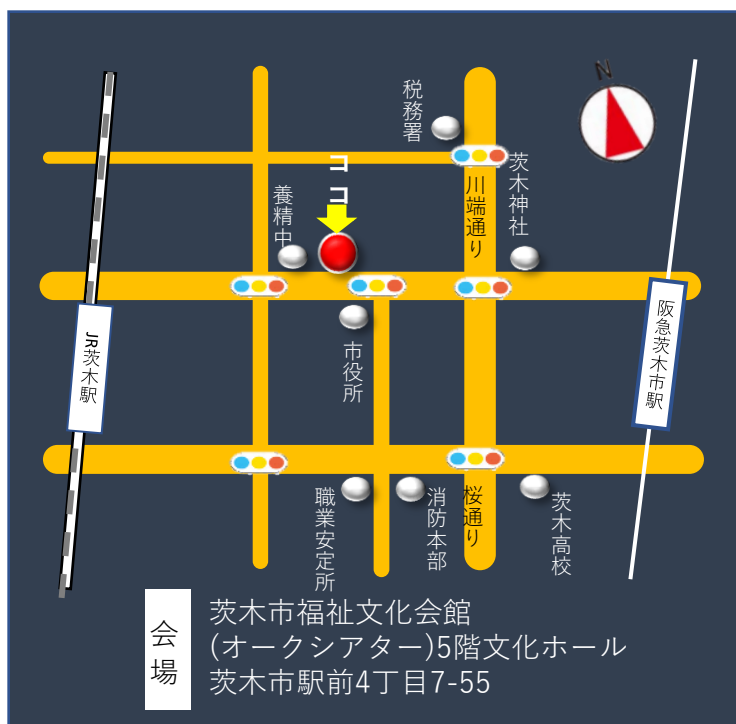 N
税務署
ココ
川端通り
茨木神社
養精中
JR茨木駅
市役所
阪急茨木市駅
職業安定所
消防本部
桜通り
茨木高校
会場
茨木市福祉文化会館
(オークシアター)5階文化ホール
茨木市駅前4丁目7-55